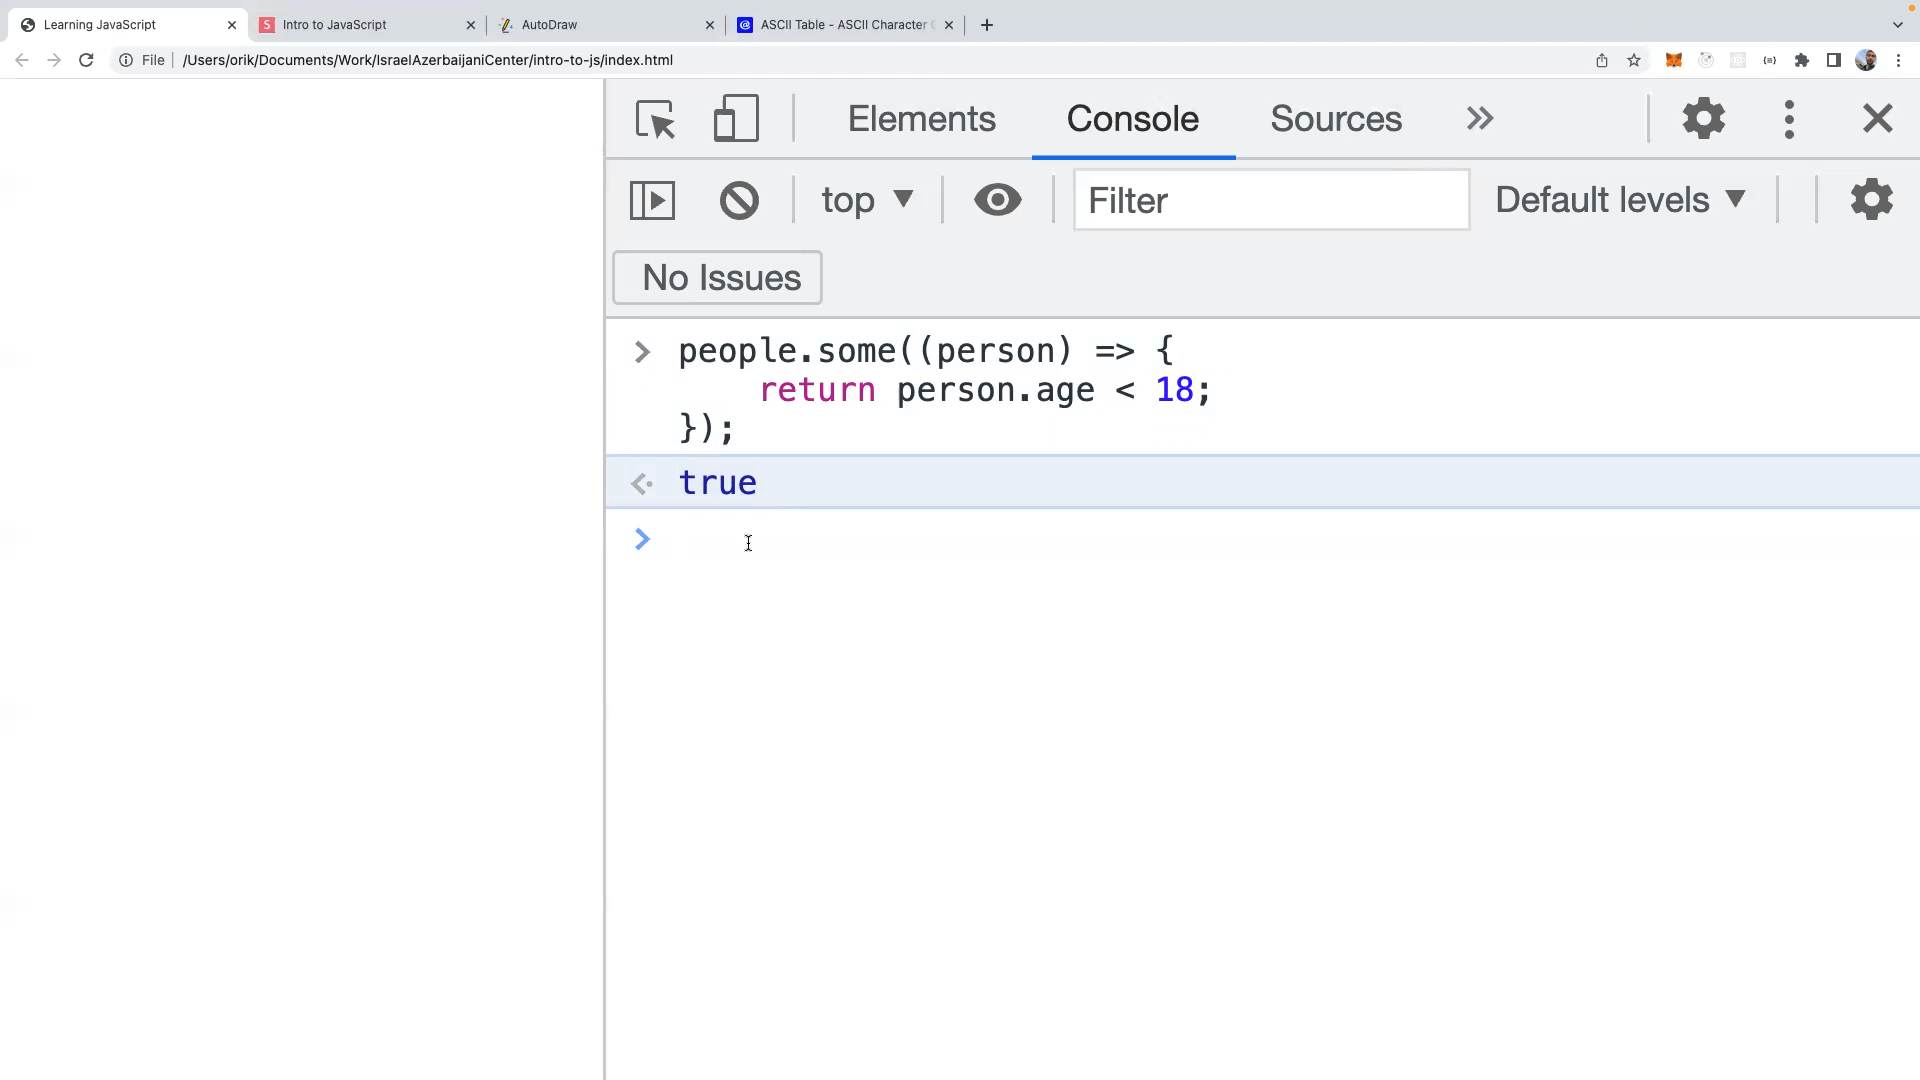 Learning JavaScript
Intro to JavaScript
AutoDraw
ASCII Table - ASCII Character
File
/Users/orik/Documents/Work/IsraelAzerbaijaniCenter/intro-to-js/index.html
Elements
Console
Sources
top
Filter
Default levels
No Issues
people.some((person) => {
return person.age < 18;
});
true